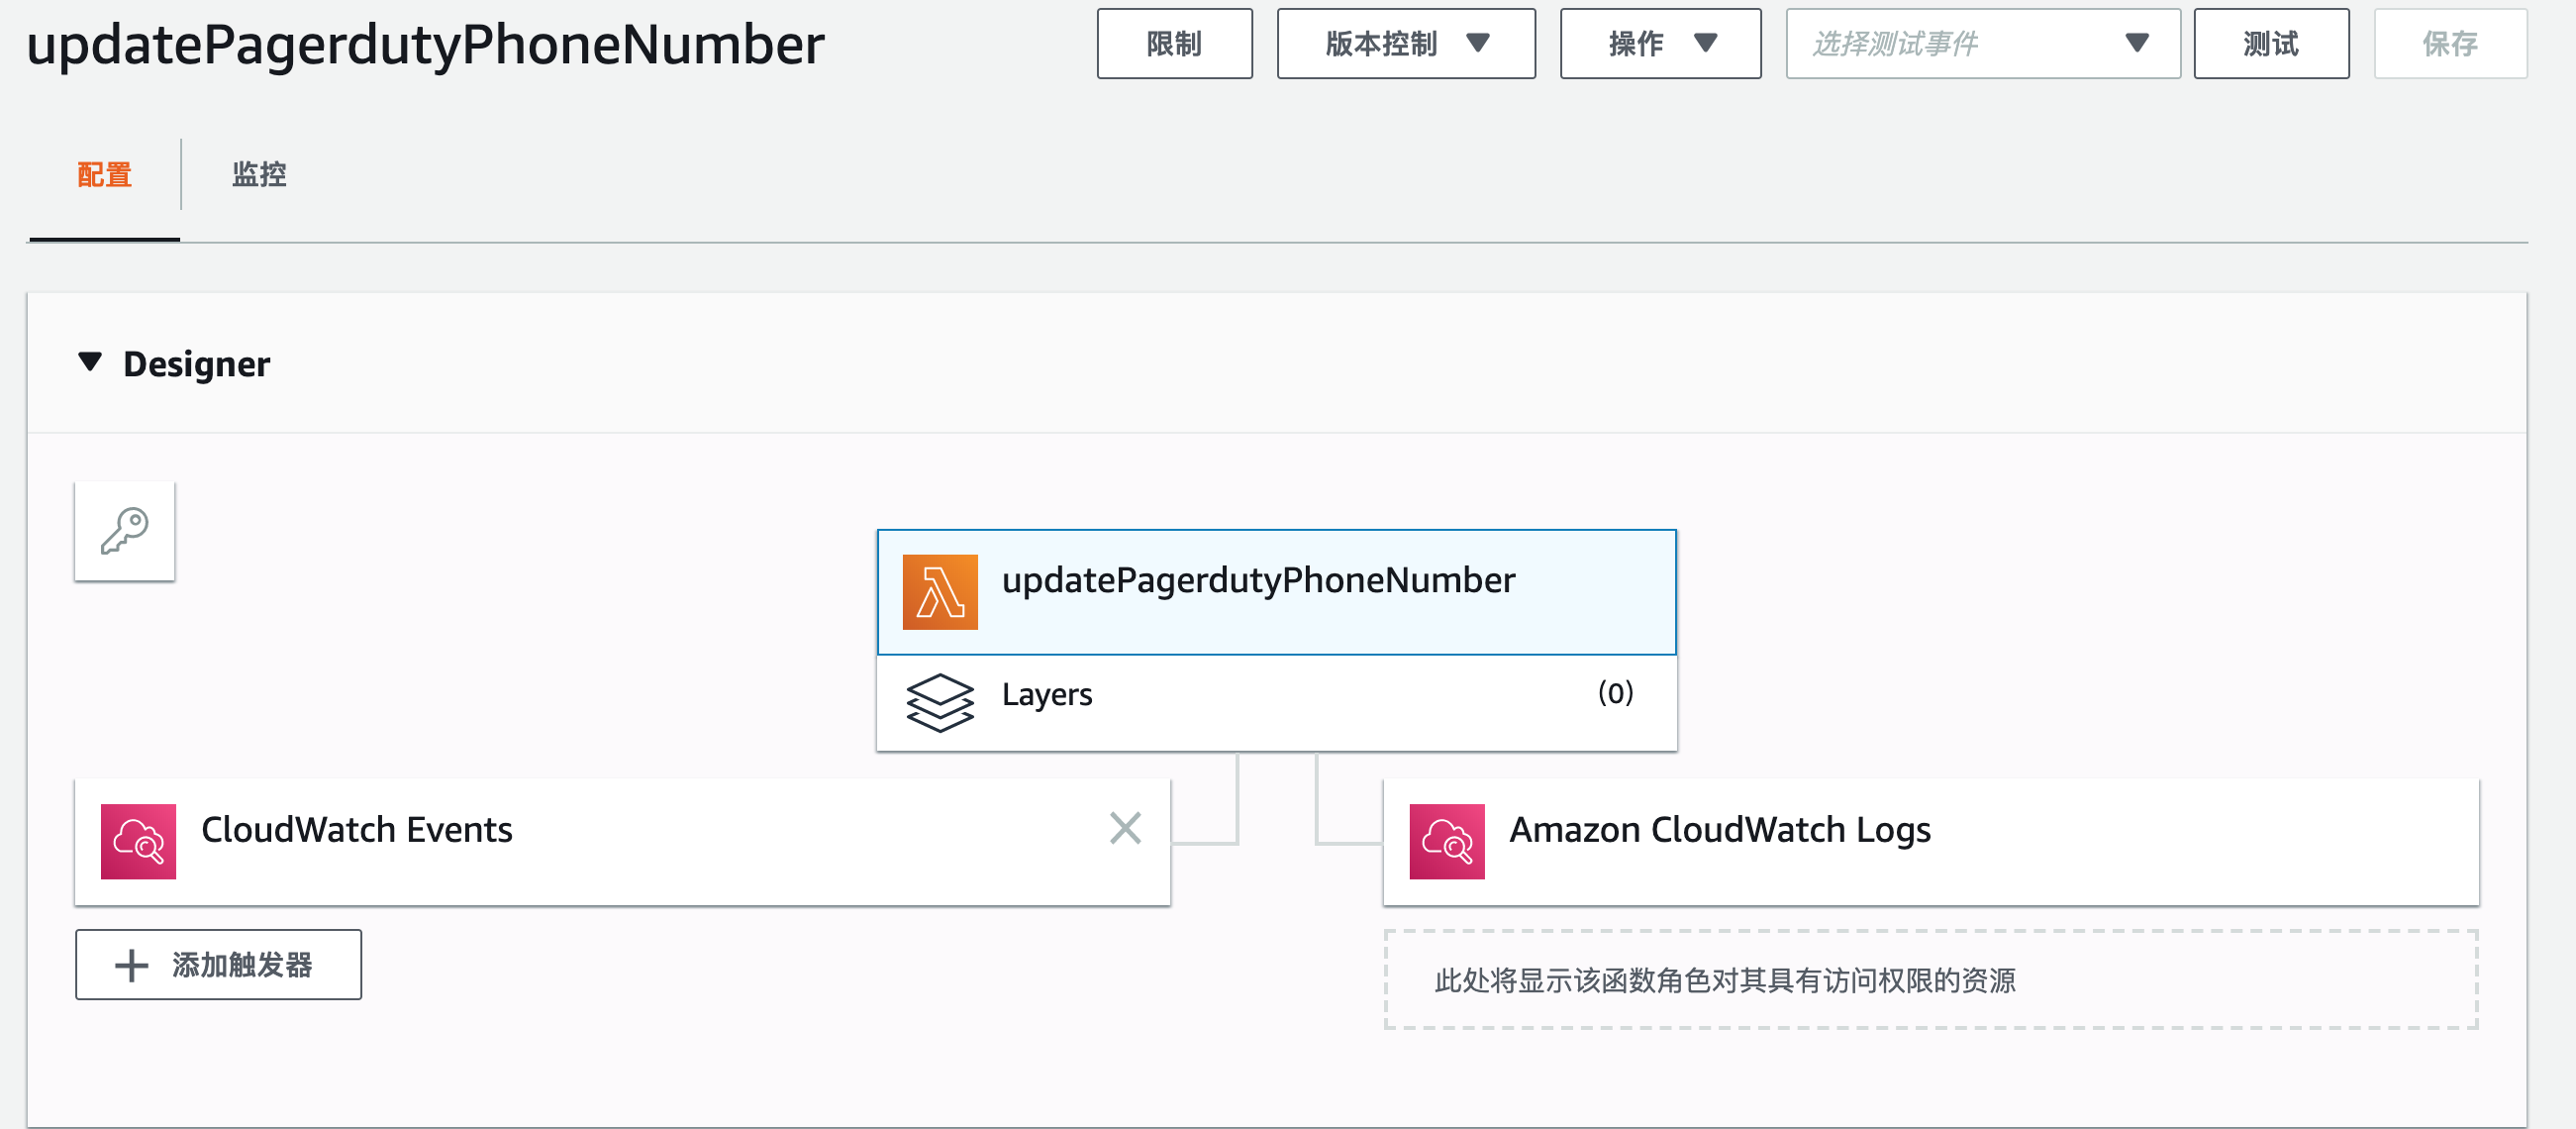 updatePagerdutyPhoneNumber
限制
版本控制
操作
选择测试事件
测试
保存
配置
监控
Designer
updatePagerdutyPhoneNumber
Layers
(0)
CloudWatch Events
Amazon CloudWatch Logs
添加触发器
此处将显示该函数角色对其具有访问权限的资源